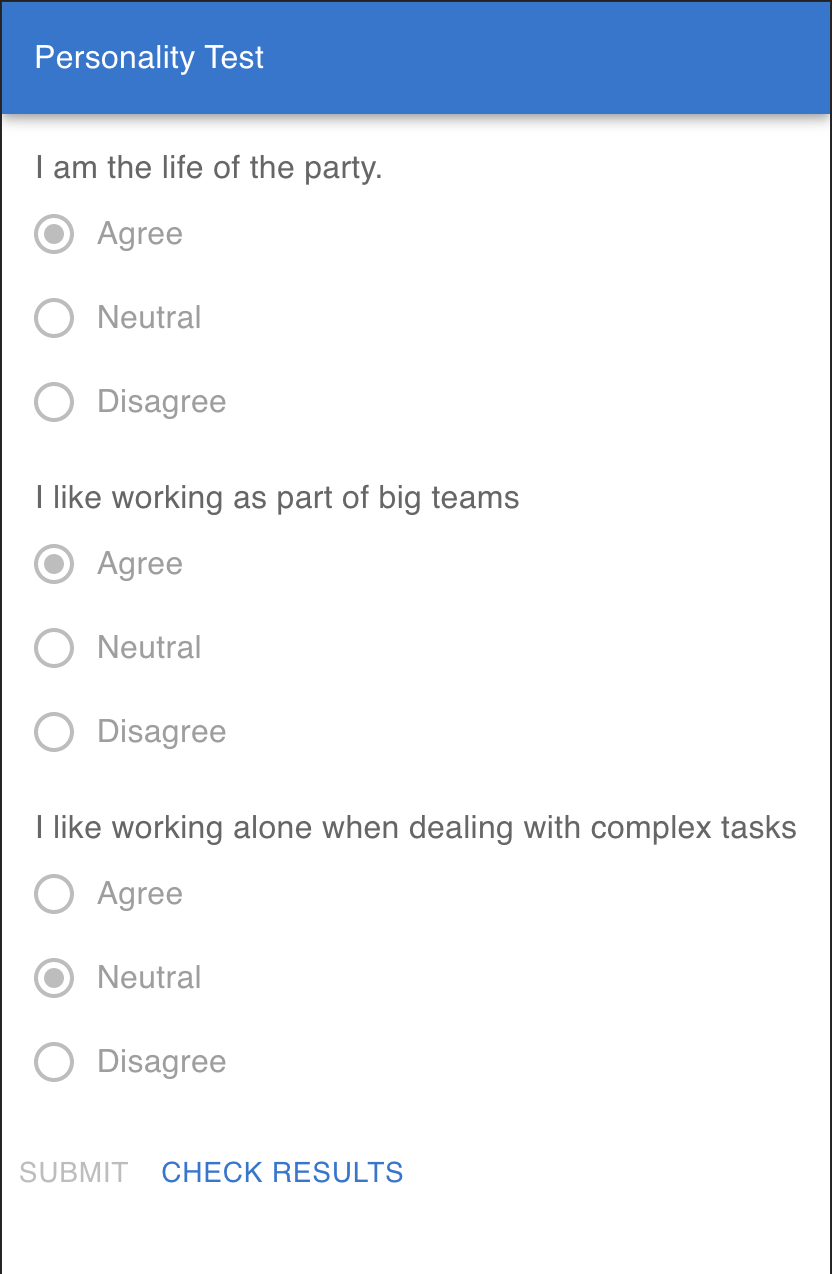 Personality Test
I am the life of the party.
Agree
Neutral
Disagree
I like working as part of big teams
Agree
Neutral
Disagree
I like working alone when dealing with complex tasks
Agree
Neutral
Disagree
SUBMIT CHECK RESULTS